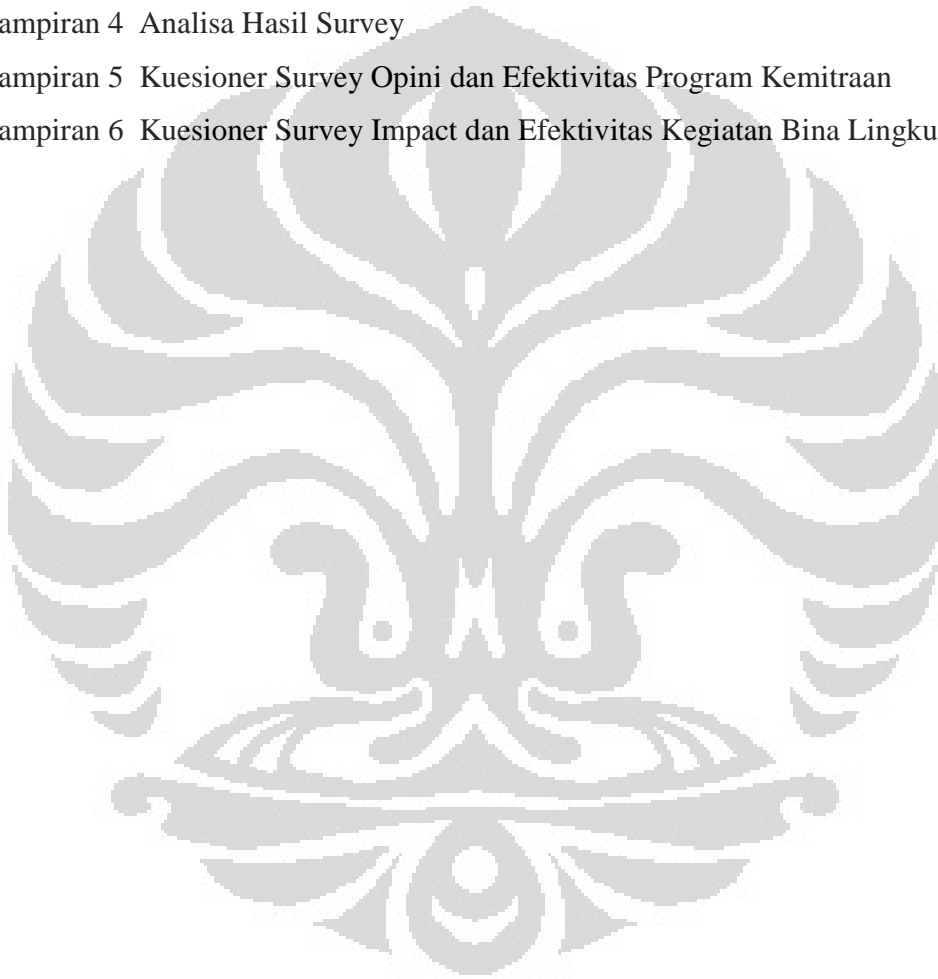 ampiran 4 Analisa Hasil Survey
ampiran 5 Kuesioner Survey Opini dan Efektivitas Program Kemitraan
ampiran 6 Kuesioner Survey Impact dan Efektivitas Kegiatan Bina Lingku